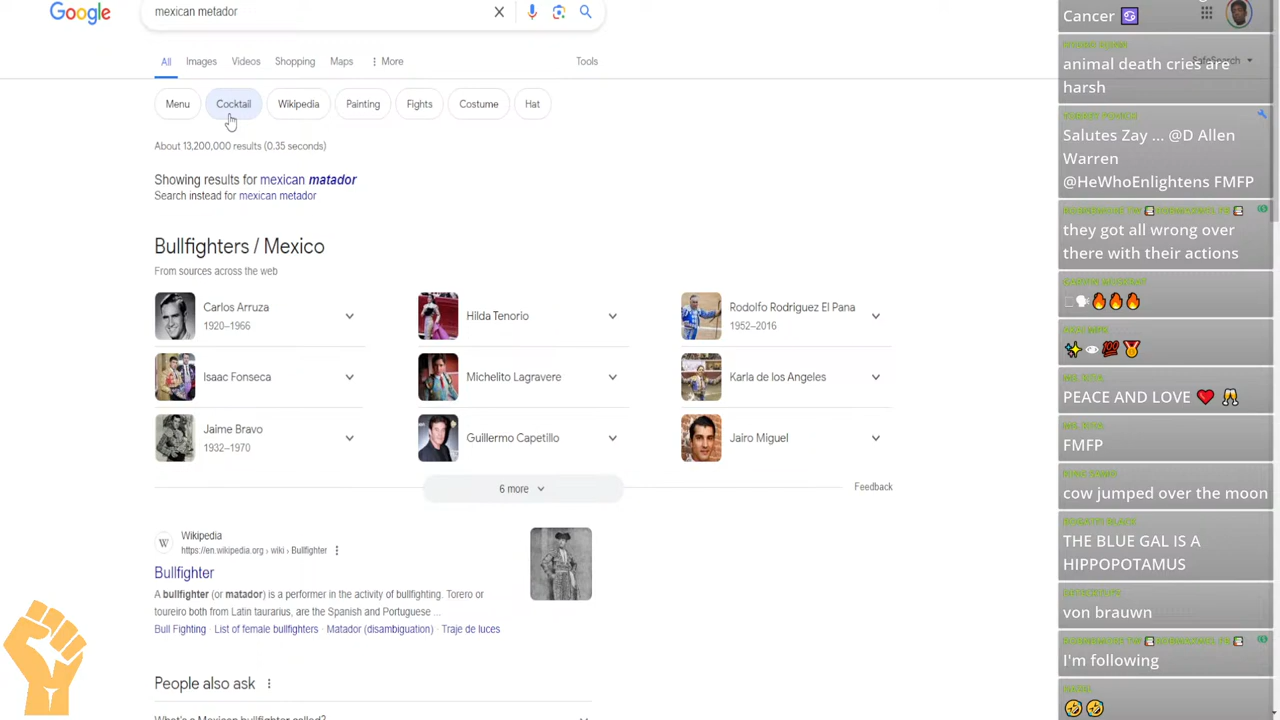 Google
mexican metador
All
Images
Videos
Shopping
Maps
More
Tools
Menu
Cocktail
Wikipedia
Painting
Fights
Costume
Hat
About 13,200,000 results (0.35 seconds)
Showing results for mexican matador
Search instead for mexican metador
Bullfighters / Mexico
From sources across the web
Carlos Arruza
1920–1966
Hilda Tenorio
Rodolfo Rodriguez El Pana
1952–2016
Isaac Fonseca
Michelito Lagravere
Karla de los Angeles
Jaime Bravo
1932–1970
Guillermo Capetillo
Jairo Miguel
6 more
Feedback
W
Wikipedia
https://en.wikipedia.org › wiki › Bullfighter
Bullfighter
A bullfighter (or matador) is a performer in the activity of bullfighting. Torero or
toureiro both from Latin taurarius, are the Spanish and Portuguese ...
Bull Fighting · List of female bullfighters · Matador (disambiguation) · Traje de luces
People also ask
What's a Mexican bullfighter called?
Cancer ♋
animal death cries are
harsh
Salutes Zay ... @D Allen
Warren
@HeWhoEnlightens FMFP
they got all wrong over
there with their actions
PEACE AND LOVE
FMFP
cow jumped over the moon
THE BLUE GAL IS A
HIPPOPOTAMUS
von brauwn
I'm following